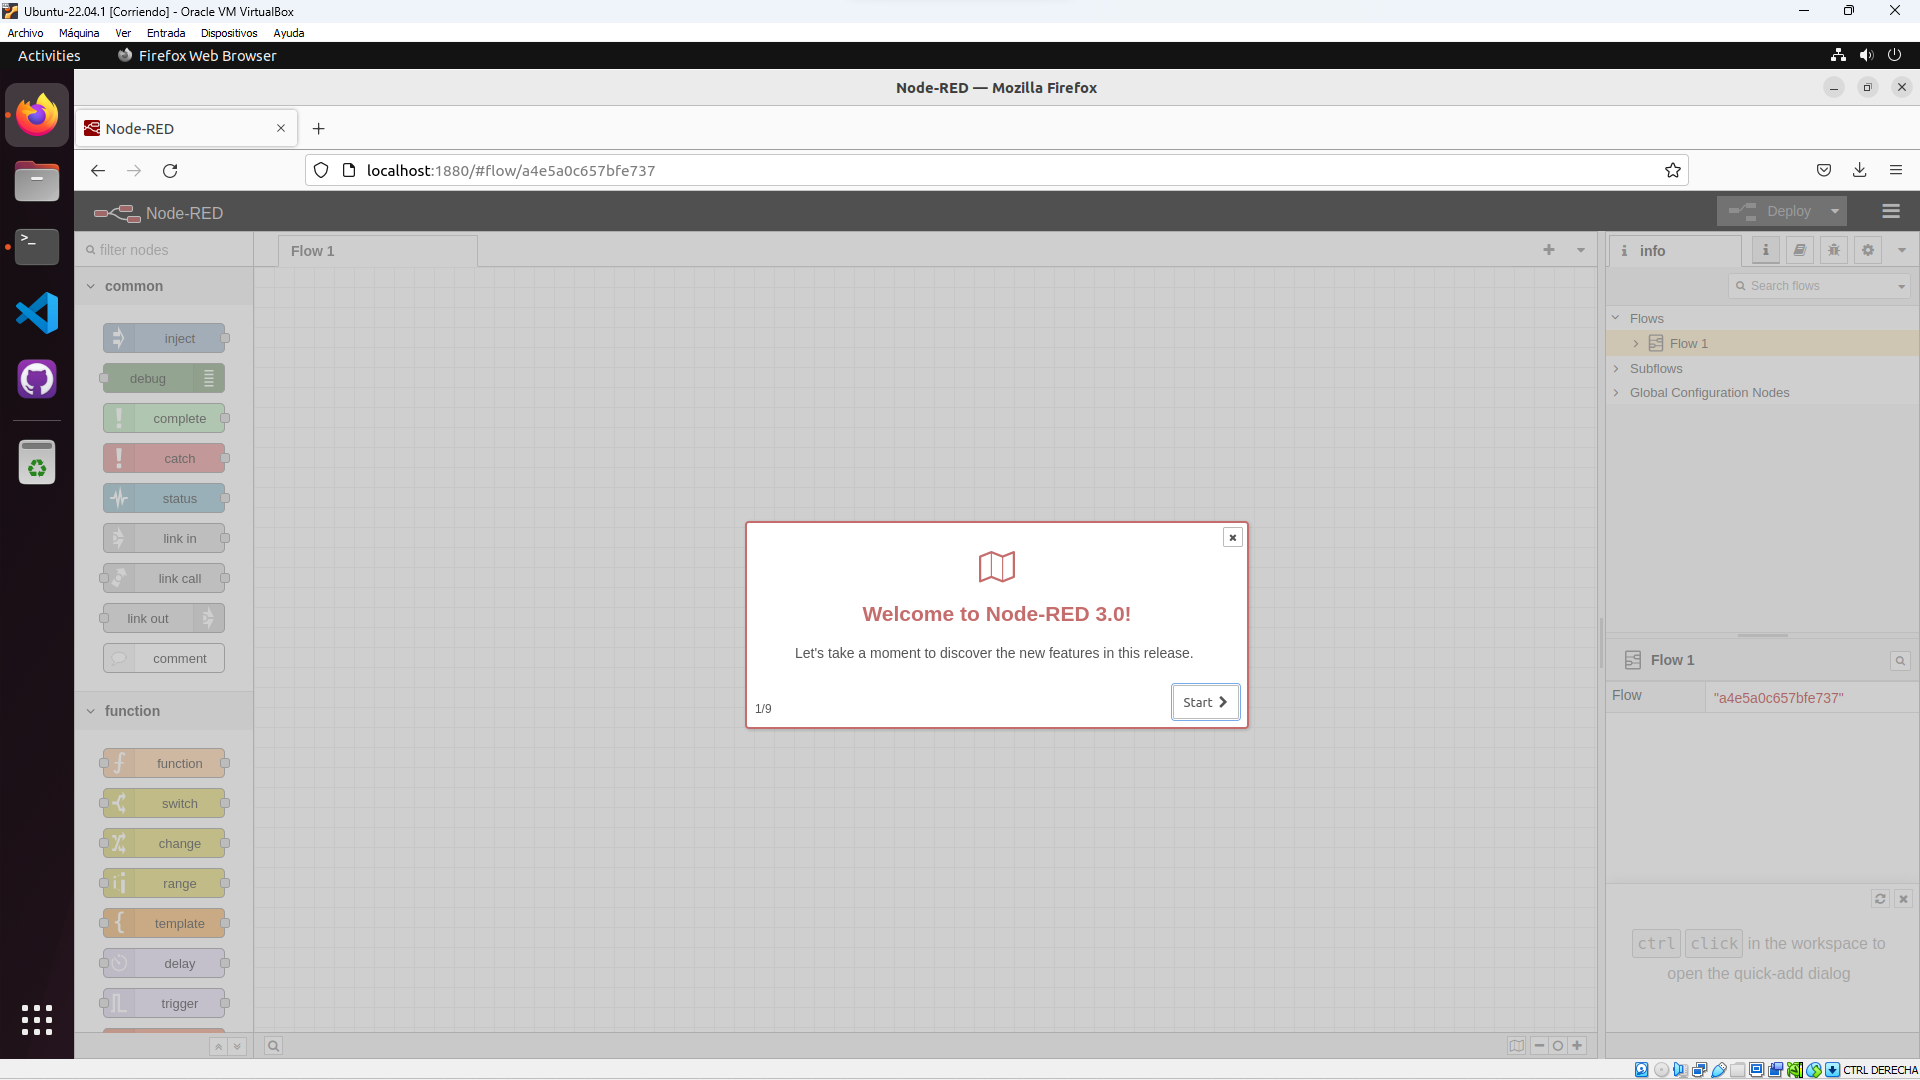 Ubuntu-22.04.1 [Corriendo] - Oracle VM VirtualBox
Archivo Máquina Ver Entrada Dispositivos Ayuda
Activities Firefox Web Browser
Node-RED — Mozilla Firefox
Node-RED
localhost:1880/#flow/a4e5a0c657bfe737
Node-RED Deploy
filter nodes
Flow 1
info
Search flows
common
inject
debug
complete
catch
status
link in
link call
link out
comment
function
function
switch
change
range
template
delay
trigger
Welcome to Node-RED 3.0!
Let's take a moment to discover the new features in this release.
Start
1/9
Flows
Flow 1
Subflows
Global Configuration Nodes
Flow 1
Flow "a4e5a0c657bfe737"
ctrl click in the workspace to
open the quick-add dialog
CTRL DERECHA